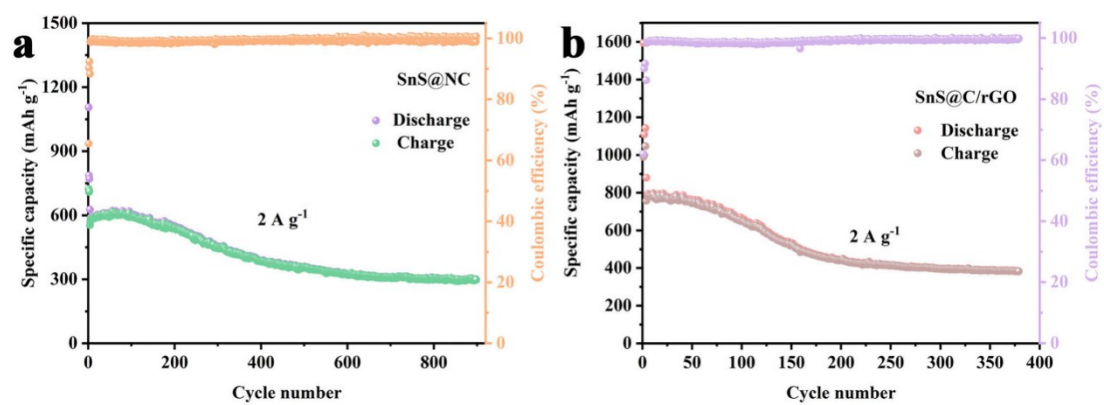 a
SnS@NC
Discharge
Charge
2 A g⁻¹
Specific capacity (mAh g⁻¹)
1500
1200
900
600
300
0
Coulombic efficiency (%)
100
80
60
40
20
0
0
200
400
600
800
Cycle number
b
SnS@C/rGO
Discharge
Charge
2 A g⁻¹
Specific capacity (mAh g⁻¹)
1600
1400
1200
1000
800
600
400
200
0
Coulombic efficiency (%)
100
80
60
40
20
0
0
50
100
150
200
250
300
350
400
Cycle number